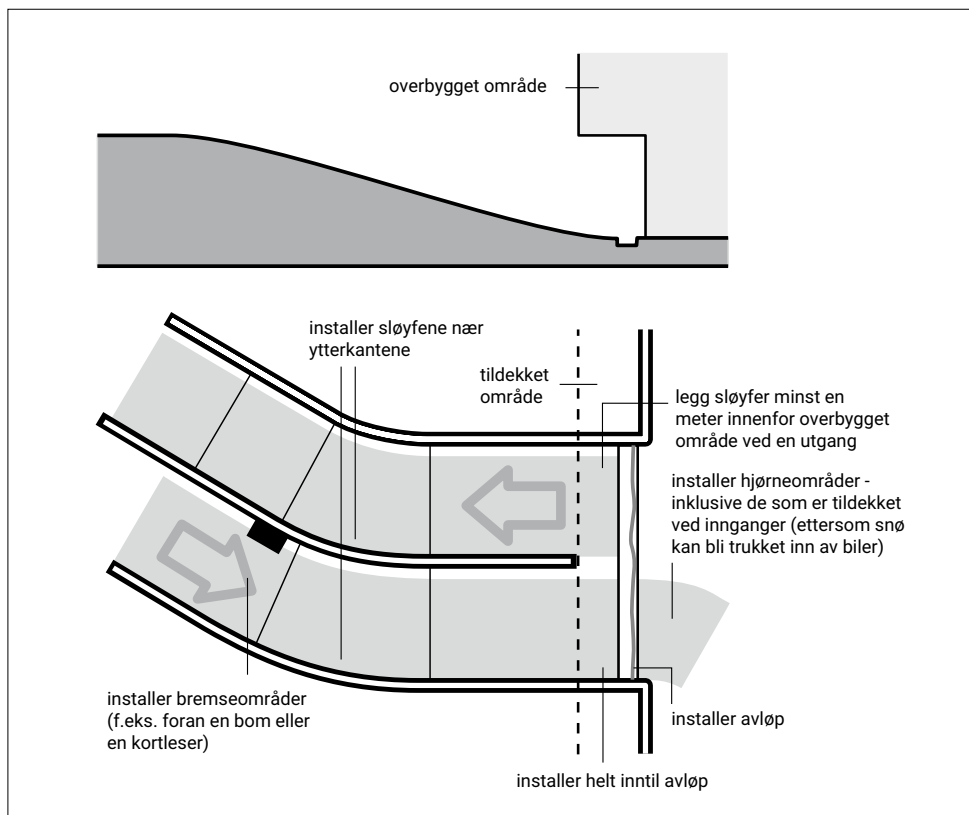 overbygget område
installer sløyfene nær
ytterkantene
tildekket
område
legg sløyfer minst en
meter innenfor overbygget
område ved en utgang
installer hjørneområder -
inklusive de som er tildekket
ved innganger (ettersom snø
kan bli trukket inn av biler)
installer bremseområder
(f.eks. foran en bom eller
en kortleser)
installer avløp
installer helt inntil avløp